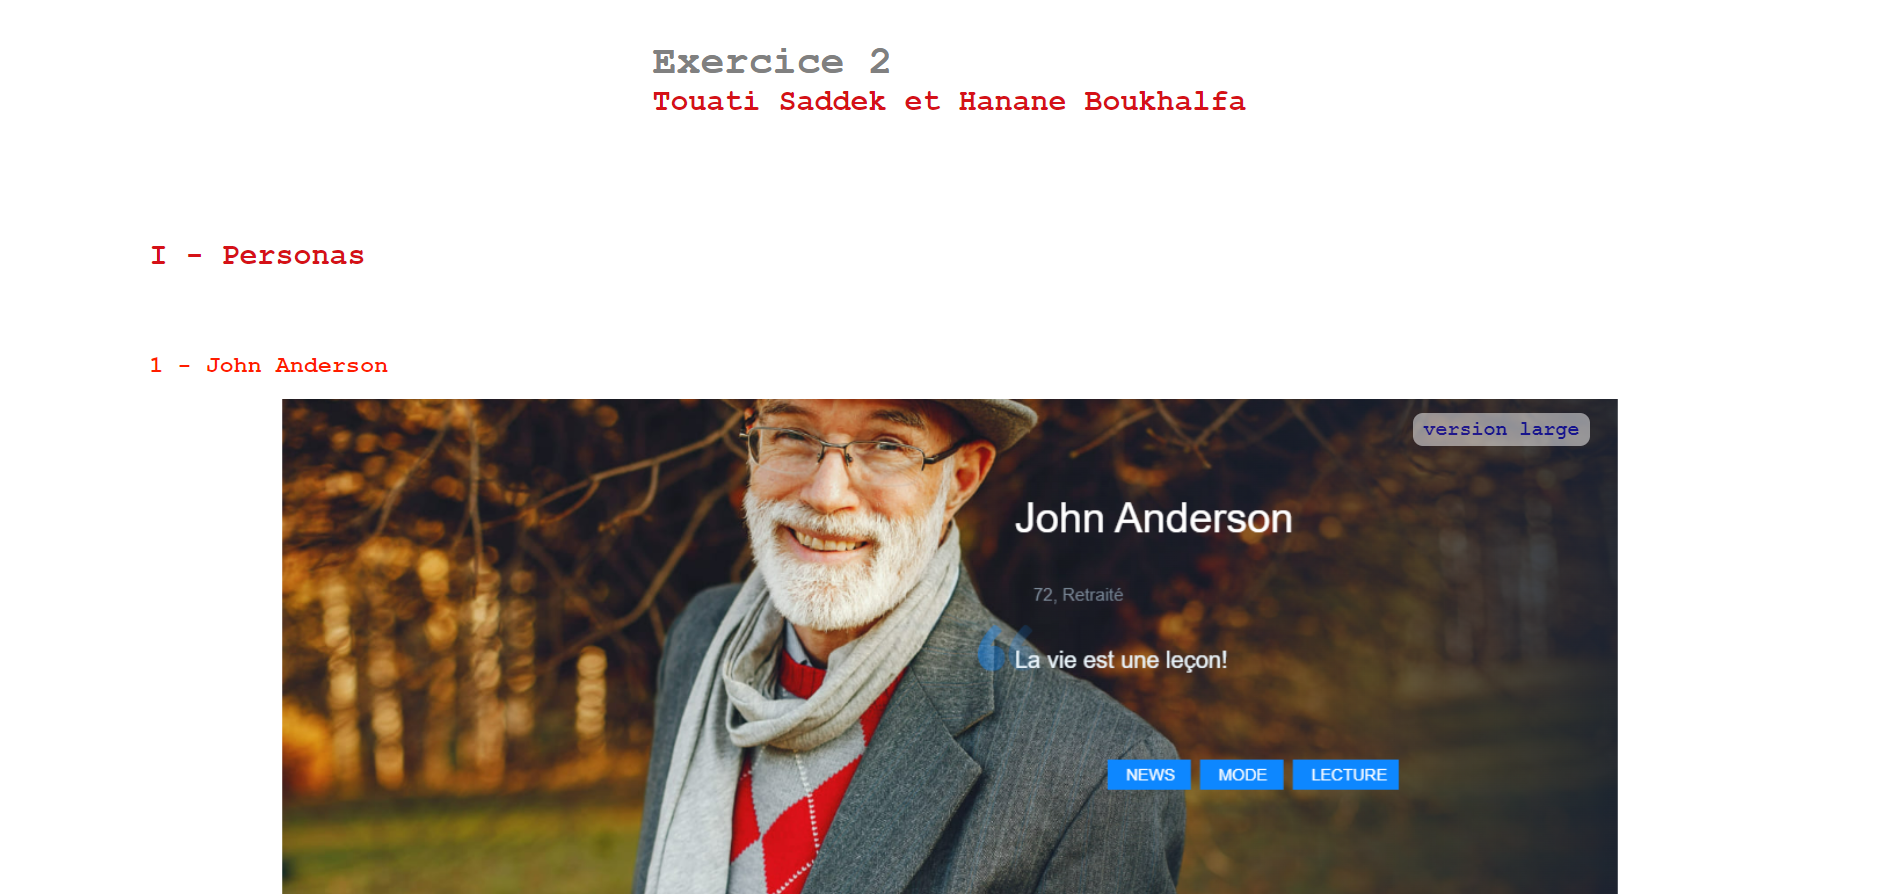 Exercice 2
Touati Saddek et Hanane Boukhalfa
I - Personas
1 - John Anderson
version large
John Anderson
72, Retraité
“
La vie est une leçon!
NEWS MODE LECTURE